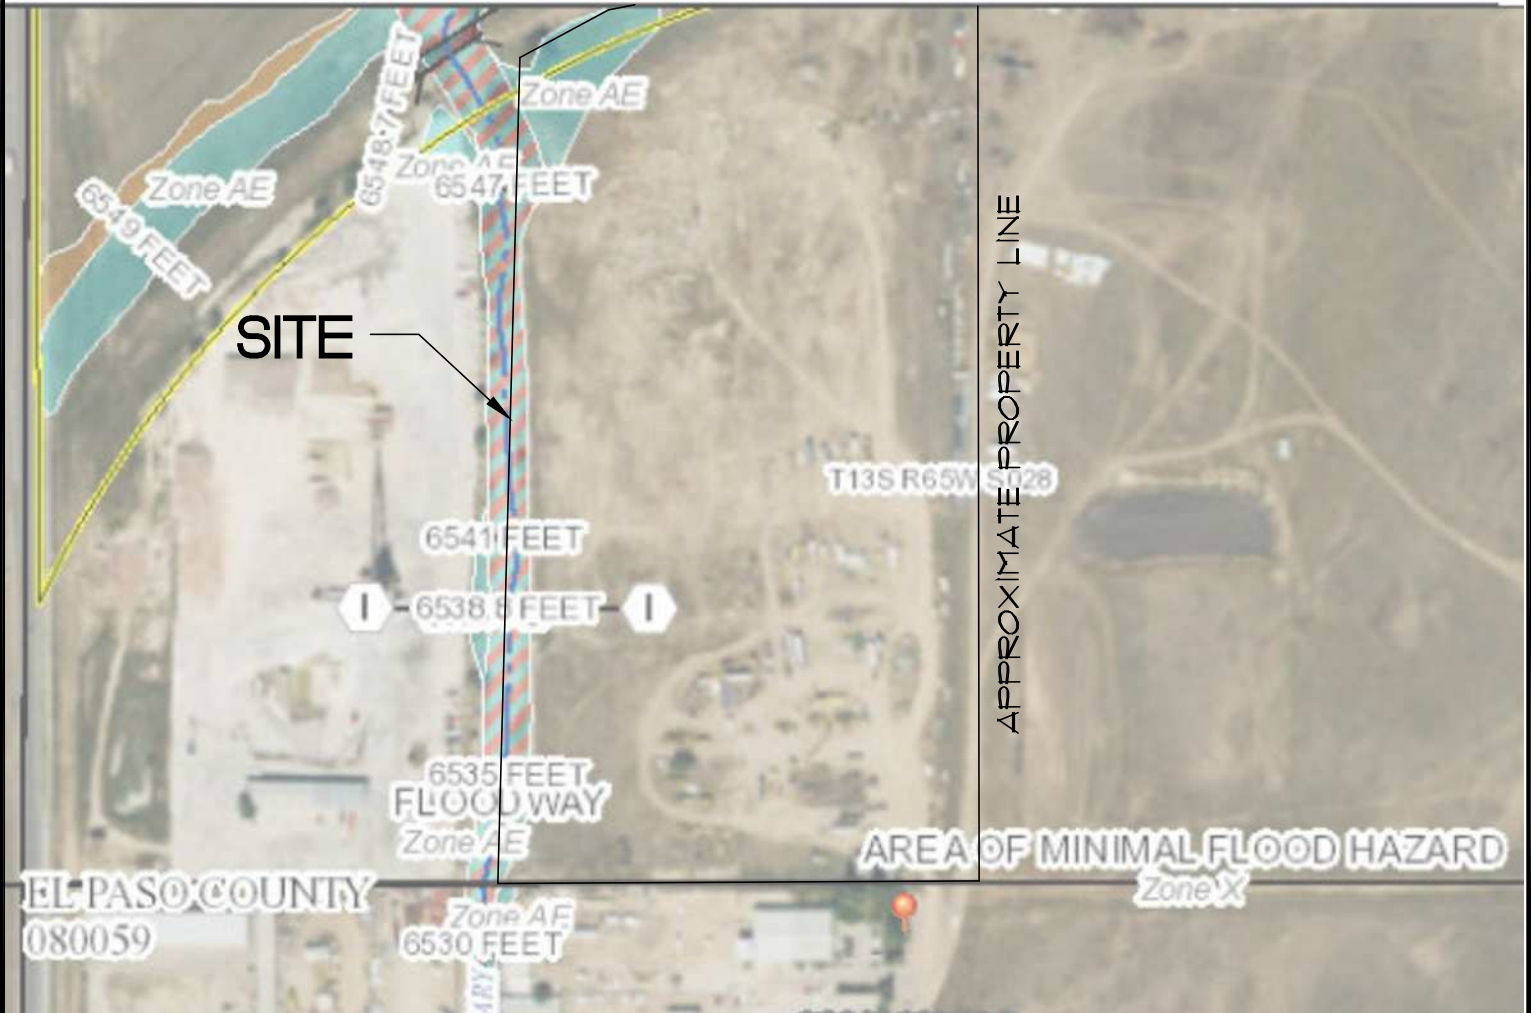 6548.7 FEET
Zone AE
Zone AE
6547 FEET
Zone AE
6549 FEET
SITE
APPROXIMATE PROPERTY LINE
T13S R65W S028
6541 FEET
I
6538.8 FEET
I
6535 FEET
FLOODWAY
Zone AE
AREA OF MINIMAL FLOOD HAZARD
Zone X
EL PASO COUNTY
080059
Zone AE
6530 FEET